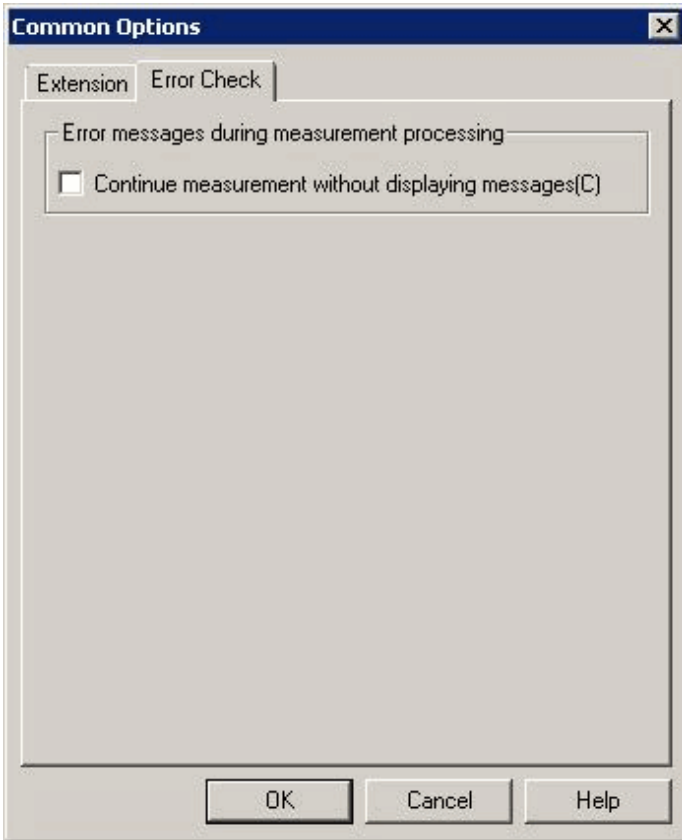 Common Options
Extension Error Check
Error messages during measurement processing
Continue measurement without displaying messages(C)
OK Cancel Help